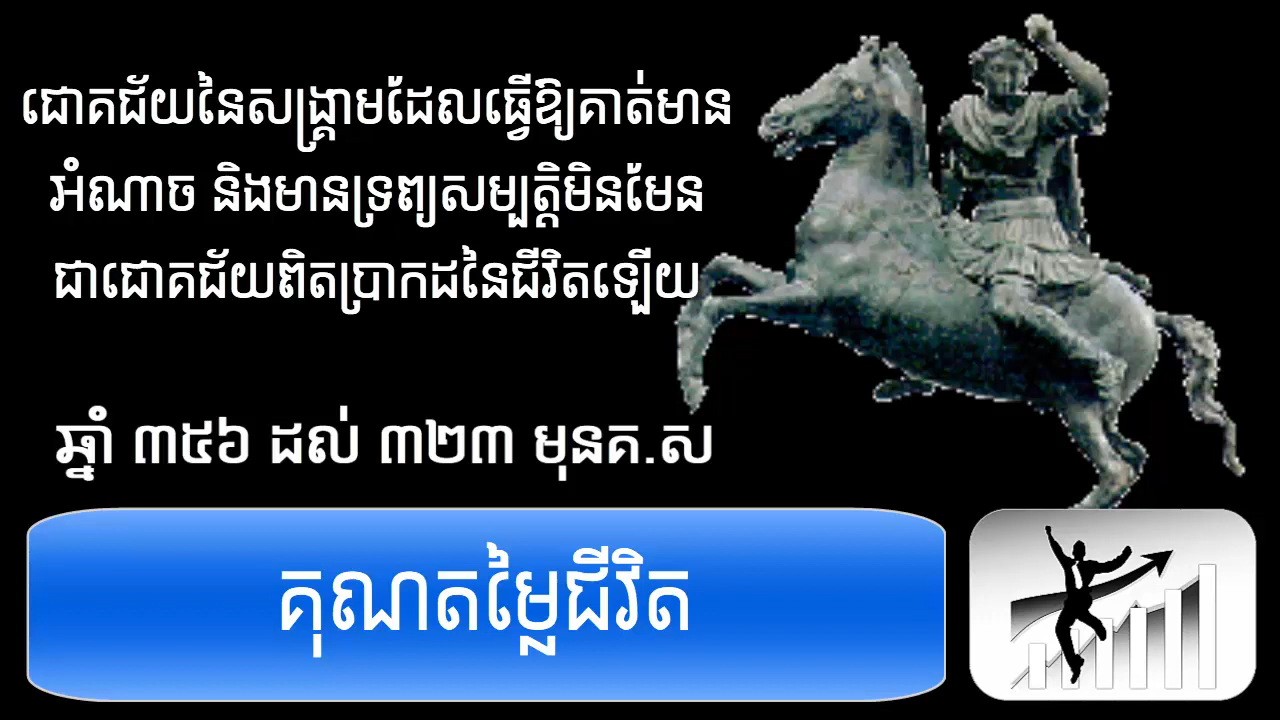 ជោគជ័យនៃសង្គ្រាមដែលធ្វើឱ្យគាត់មាន
អំណាច និងមានទ្រព្យសម្បត្តិមិនមែន
ជាជោគជ័យពិតប្រាកដនៃជីវិតឡើយ
ឆ្នាំ ៣៥៦ ដល់ ៣២៣ មុនគ.ស
គុណតម្លៃជីវិត